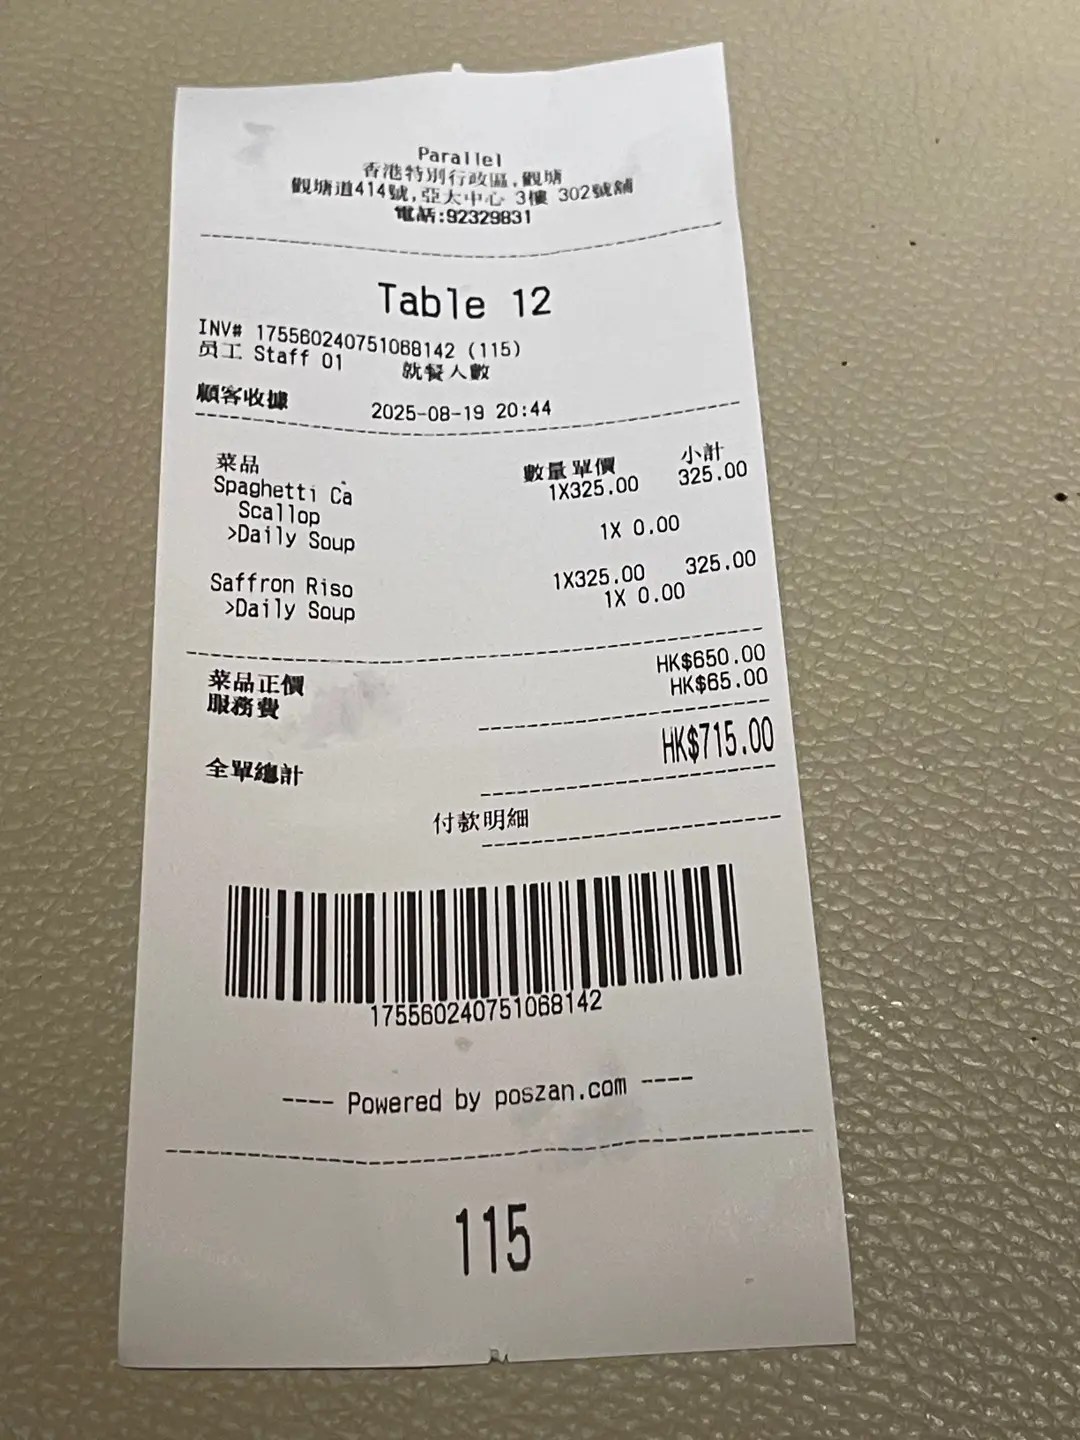 Parallel
香港特別行政區,觀塘
觀塘道414號,亞太中心 3樓 302號舖
電話:92329831
Table 12
INV# 175560240751068142 (115)
员工 Staff 01 就餐人數
顧客收據 2025-08-19 20:44
菜品 數量 單價 小計
Spaghetti Ca 1X325.00 325.00
Scallop
>Daily Soup 1X 0.00
Saffron Riso 1X325.00 325.00
>Daily Soup 1X 0.00
菜品正價 HK$650.00
服務費 HK$65.00
全單總計 HK$715.00
付款明細
175560240751068142
---- Powered by poszan.com ----
115